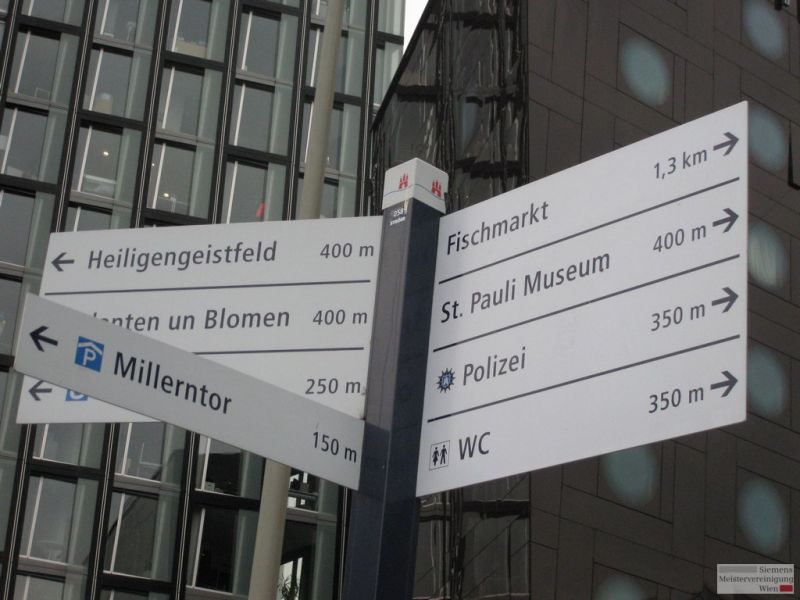 Heiligengeistfeld 400 m
un Blomen 400 m
250 m
P Millerntor
150 m
Fischmarkt 1,3 km
St. Pauli Museum 400 m
Polizei 350 m
WC 350 m
Siemens
Meistervereinigung
Wien